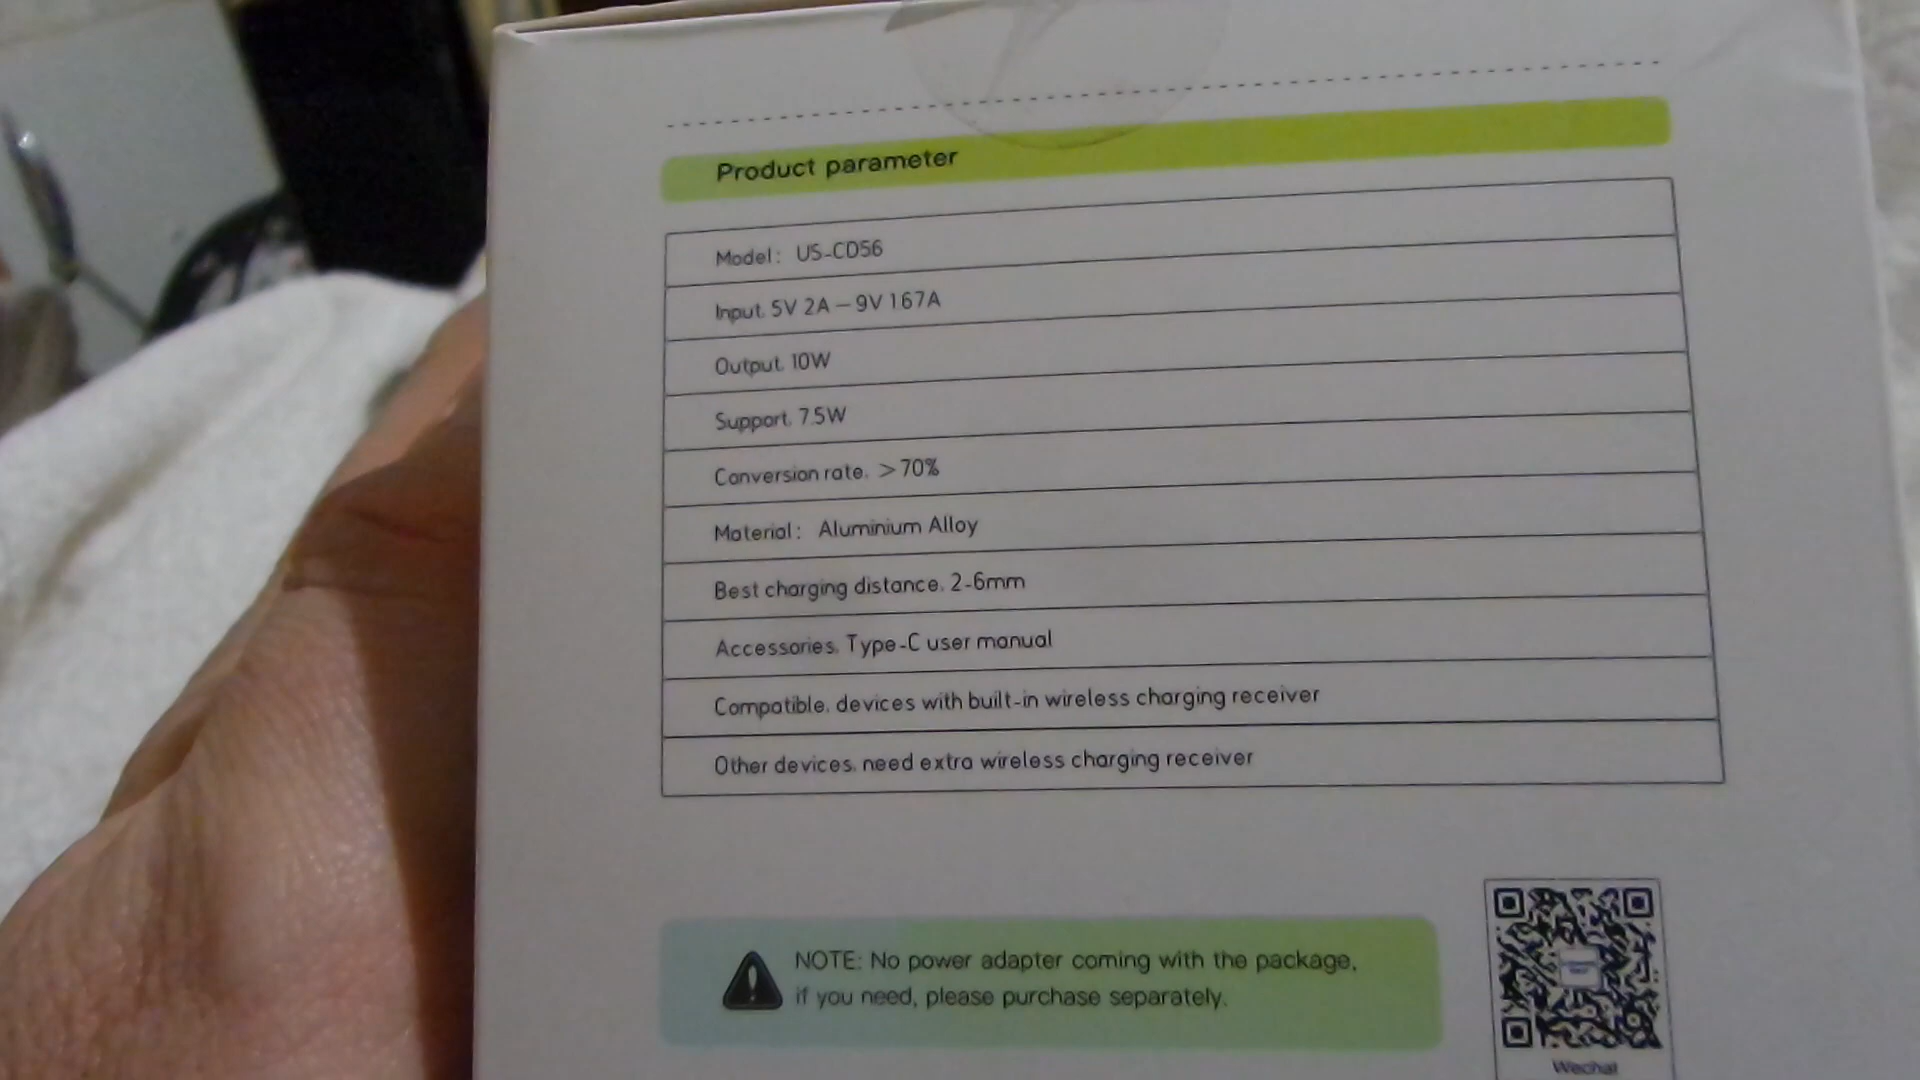 Product parameter
Model: US-CD56
Input. 5V 2A – 9V 1.67A
Output. 10W
Support. 7.5W
Conversion rate. >70%
Material: Aluminium Alloy
Best charging distance. 2-6mm
Accessories. Type-C user manual
Compatible. devices with built-in wireless charging receiver
Other devices. need extra wireless charging receiver
NOTE: No power adapter coming with the package,
if you need, please purchase separately.
Wechat